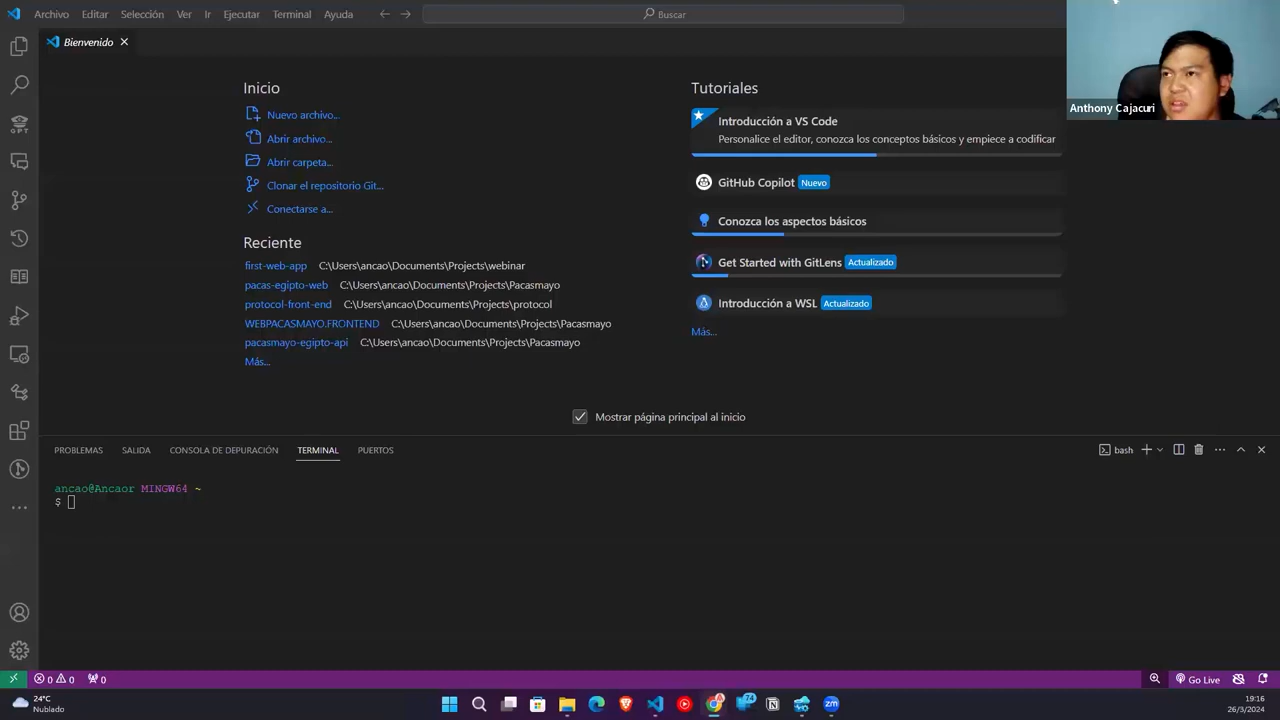 Archivo Editar Selección Ver Ir Ejecutar Terminal Ayuda
Buscar
Bienvenido
Anthony Cajacuri
Inicio
Nuevo archivo...
Abrir archivo...
Abrir carpeta...
Clonar el repositorio Git...
Conectarse a...
Reciente
first-web-app C:\Users\ancao\Documents\Projects\webinar
pacas-egipto-web C:\Users\ancao\Documents\Projects\Pacasmayo
protocol-front-end C:\Users\ancao\Documents\Projects\protocol
WEBPACASMAYO.FRONTEND C:\Users\ancao\Documents\Projects\Pacasmayo
pacasmayo-egipto-api C:\Users\ancao\Documents\Projects\Pacasmayo
Más...
Tutoriales
Introducción a VS Code
Personalice el editor, conozca los conceptos básicos y empiece a codificar
GitHub Copilot Nuevo
Conozca los aspectos básicos
Get Started with GitLens Actualizado
Introducción a WSL Actualizado
Más...
Mostrar página principal al inicio
PROBLEMAS SALIDA CONSOLA DE DEPURACIÓN TERMINAL PUERTOS
bash
ancao@Ancaor MINGW64 ~
$
0 0 0
Go Live
24°C
Nublado
74
zm
19:16
26/3/2024